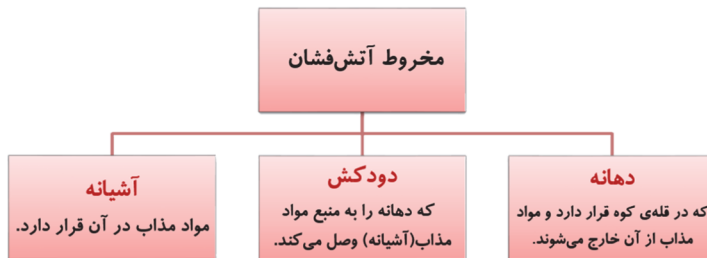 مخروط آتش‌فشان
دهانه
که در قله‌ی کوه قرار دارد و مواد
مذاب از آن خارج می‌شوند.
دودکش
که دهانه را به منبع مواد
مذاب(آشیانه) وصل می‌کند.
آشیانه
مواد مذاب در آن قرار دارد.